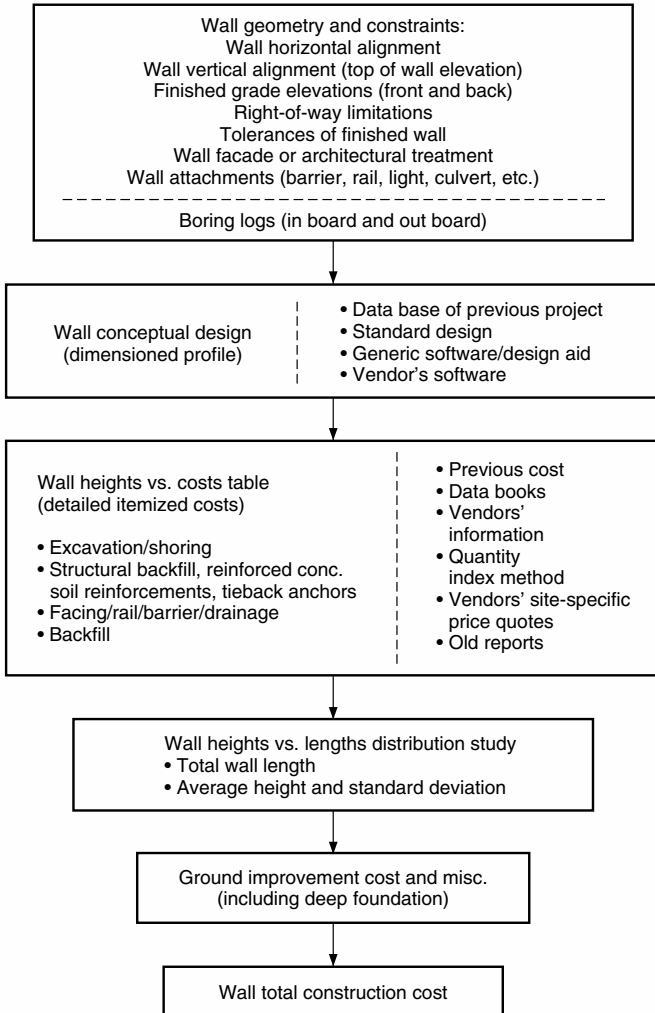 Wall geometry and constraints:
Wall horizontal alignment
Wall vertical alignment (top of wall elevation)
Finished grade elevations (front and back)
Right-of-way limitations
Tolerances of finished wall
Wall facade or architectural treatment
Wall attachments (barrier, rail, light, culvert, etc.)
Boring logs (in board and out board)
Wall conceptual design
(dimensioned profile)
• Data base of previous project
• Standard design
• Generic software/design aid
• Vendor's software
Wall heights vs. costs table
(detailed itemized costs)
• Excavation/shoring
• Structural backfill, reinforced conc.
soil reinforcements, tieback anchors
• Facing/rail/barrier/drainage
• Backfill
• Previous cost
• Data books
• Vendors'
information
• Quantity
index method
• Vendors' site-specific
price quotes
• Old reports
Wall heights vs. lengths distribution study
• Total wall length
• Average height and standard deviation
Ground improvement cost and misc.
(including deep foundation)
Wall total construction cost